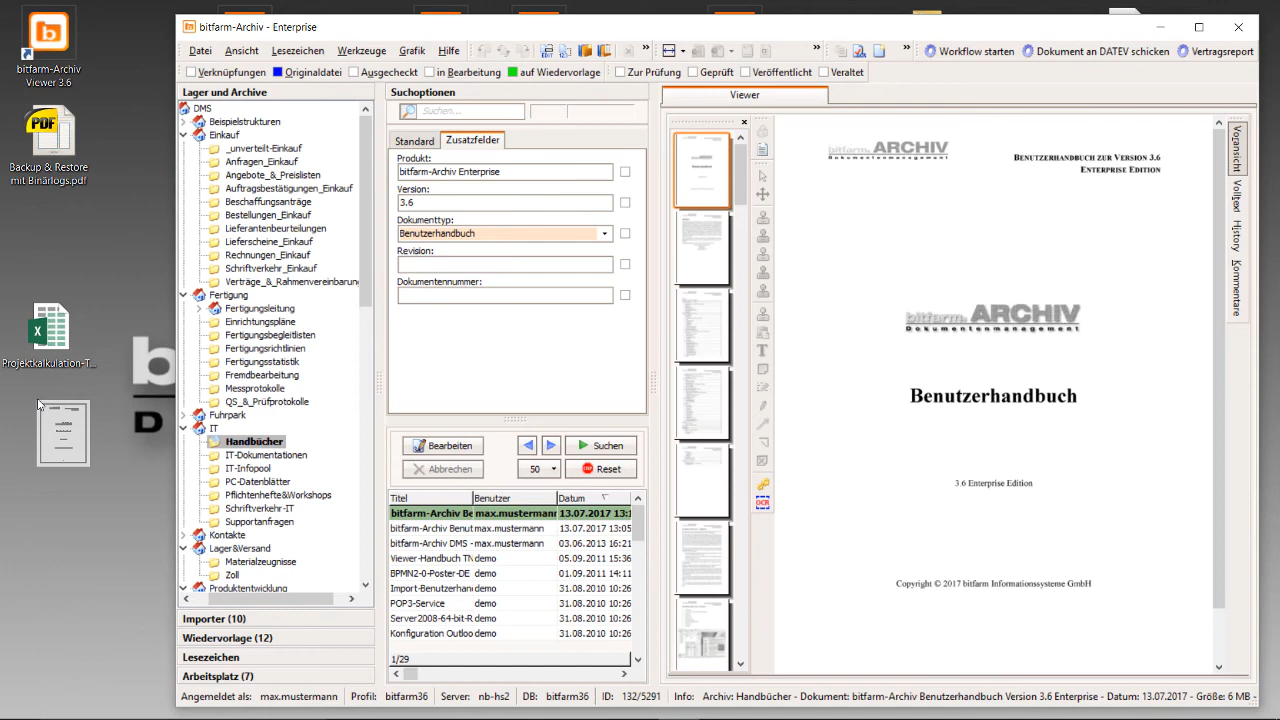 bitfarm-Archiv
Viewer 3.6
PDF
Backup & Restore
mit Binärlogs.pdf
Projektkalkulation-T...
bitfarm-Archiv - Enterprise
Datei Ansicht Lesezeichen Werkzeuge Grafik Hilfe
Workflow starten Dokument an DATEV schicken Vertragsreport
Verknüpfungen Originaldatei Ausgecheckt in Bearbeitung auf Wiedervorlage Zur Prüfung Geprüft Veröffentlicht Veraltet
Lager und Archive
DMS
Beispielstrukturen
Einkauf
_unverteilt-Einkauf
Anfragen_Einkauf
Angebote_&_Preislisten
Auftragsbestätigungen_Einkauf
Beschaffungsanträge
Bestellungen_Einkauf
Lieferantenbeurteilungen
Lieferscheine_Einkauf
Rechnungen_Einkauf
Schriftverkehr_Einkauf
Verträge_&_Rahmenvereinbarung
Fertigung
Fertigungsleitung
Einrichtungspläne
Fertigungsbegleitlisten
Fertigungsrichtlinien
Fertigungsstatistik
Fremdbearbeitung
Messprotokolle
QS_&_Prüfprotokolle
Fuhrpark
IT
Handbücher
IT-Dokumentationen
IT-Infopool
PC-Datenblätter
Pflichtenhefte&Workshops
Schriftverkehr-IT
Supportanfragen
Kontakte
Lager&Versand
Materialzeugnisse
Zoll
Produktentwicklung
Importer (10)
Wiedervorlage (12)
Lesezeichen
Arbeitsplatz (7)
Suchoptionen
Suchen...
Standard Zusatzfelder
Produkt:
bitfarm-Archiv Enterprise
Version:
3.6
Dokumenttyp:
Benutzerhandbuch
Revision:
Dokumentennummer:
Bearbeiten Suchen
Abbrechen 50 Reset
Titel Benutzer Datum
bitfarm-Archiv Be max.mustermann 13.07.2017 13:1
bitfarm-Archiv Benut max.mustermann 13.07.2017 13:05
bitfarm-Archiv DMS - max.mustermann 03.06.2013 16:21
Viewer-Handbuch TN demo 05.09.2011 15:36
BPMN2-0-Poster-DE demo 01.09.2011 14:11
Import-Benutzerhan demo 31.08.2010 10:26
POP3-Service demo 31.08.2010 10:26
Server2008-64-bit-R demo 31.08.2010 10:26
Konfiguration Outloo demo 31.08.2010 10:26
1/29
Viewer
bitfarm ARCHIV
Dokumentenmanagement
BENUTZERHANDBUCH ZUR VERSION 3.6
ENTERPRISE EDITION
bitfarm ARCHIV
Dokumentenmanagement
Benutzerhandbuch
3.6 Enterprise Edition
Copyright © 2017 bitfarm Informationssysteme GmbH
Voransicht
Notizen + History
Kommentar
OCR
Angemeldet als: max.mustermann Profil: bitfarm36 Server: nb-hs2 DB: bitfarm36 ID: 132/5291 Info: Archiv: Handbücher - Dokument: bitfarm-Archiv Benutzerhandbuch Version 3.6 Enterprise - Datum: 13.07.2017 - Größe: 6 MB -